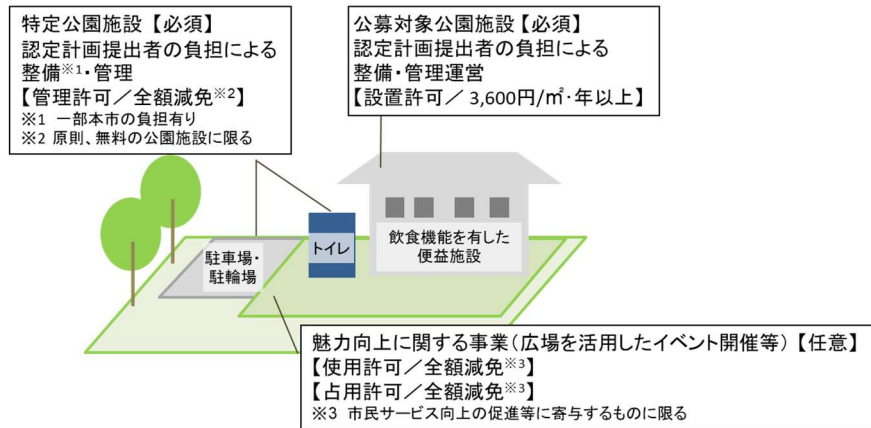 特定公園施設【必須】
認定計画提出者の負担による
整備※1・管理
【管理許可／全額減免※2】
※1 一部本市の負担有り
※2 原則、無料の公園施設に限る
公募対象公園施設【必須】
認定計画提出者の負担による
整備・管理運営
【設置許可／ 3,600円/㎡・年以上】
駐車場・
駐輪場
トイレ
飲食機能を有した
便益施設
魅力向上に関する事業（広場を活用したイベント開催等）【任意】
【使用許可／全額減免※3】
【占用許可／全額減免※3】
※3 市民サービス向上の促進等に寄与するものに限る